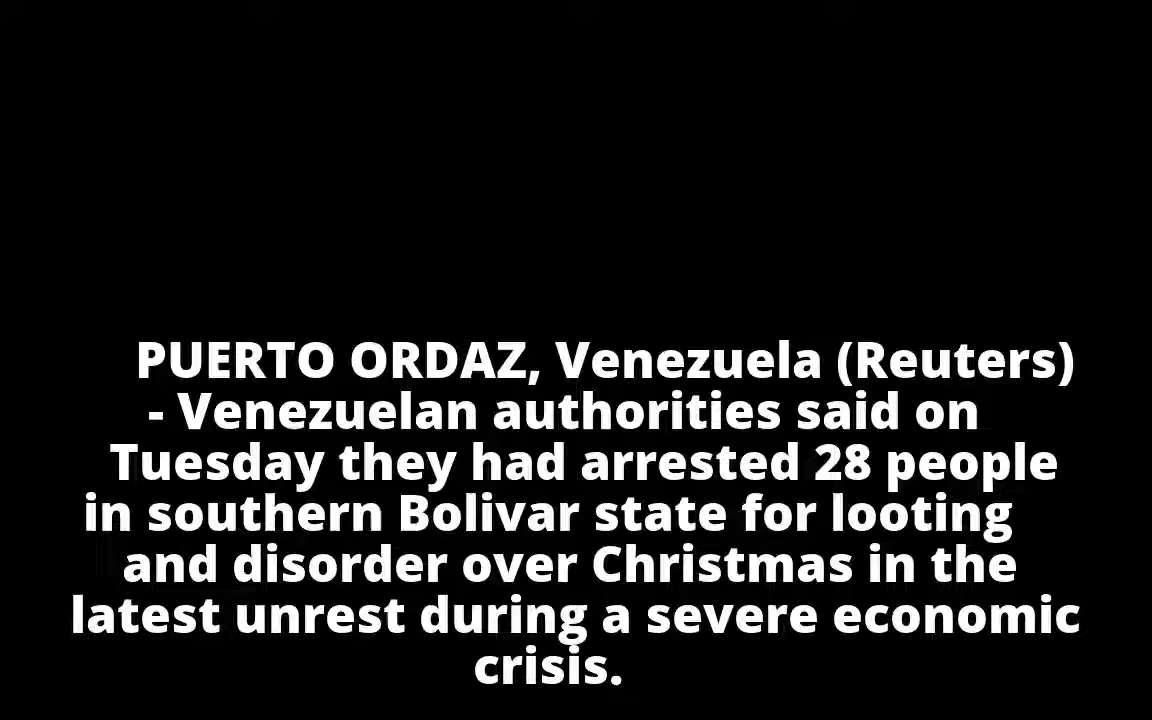 PUERTO ORDAZ, Venezuela (Reuters)
- Venezuelan authorities said on
Tuesday they had arrested 28 people
in southern Bolivar state for looting
and disorder over Christmas in the
latest unrest during a severe economic
crisis.